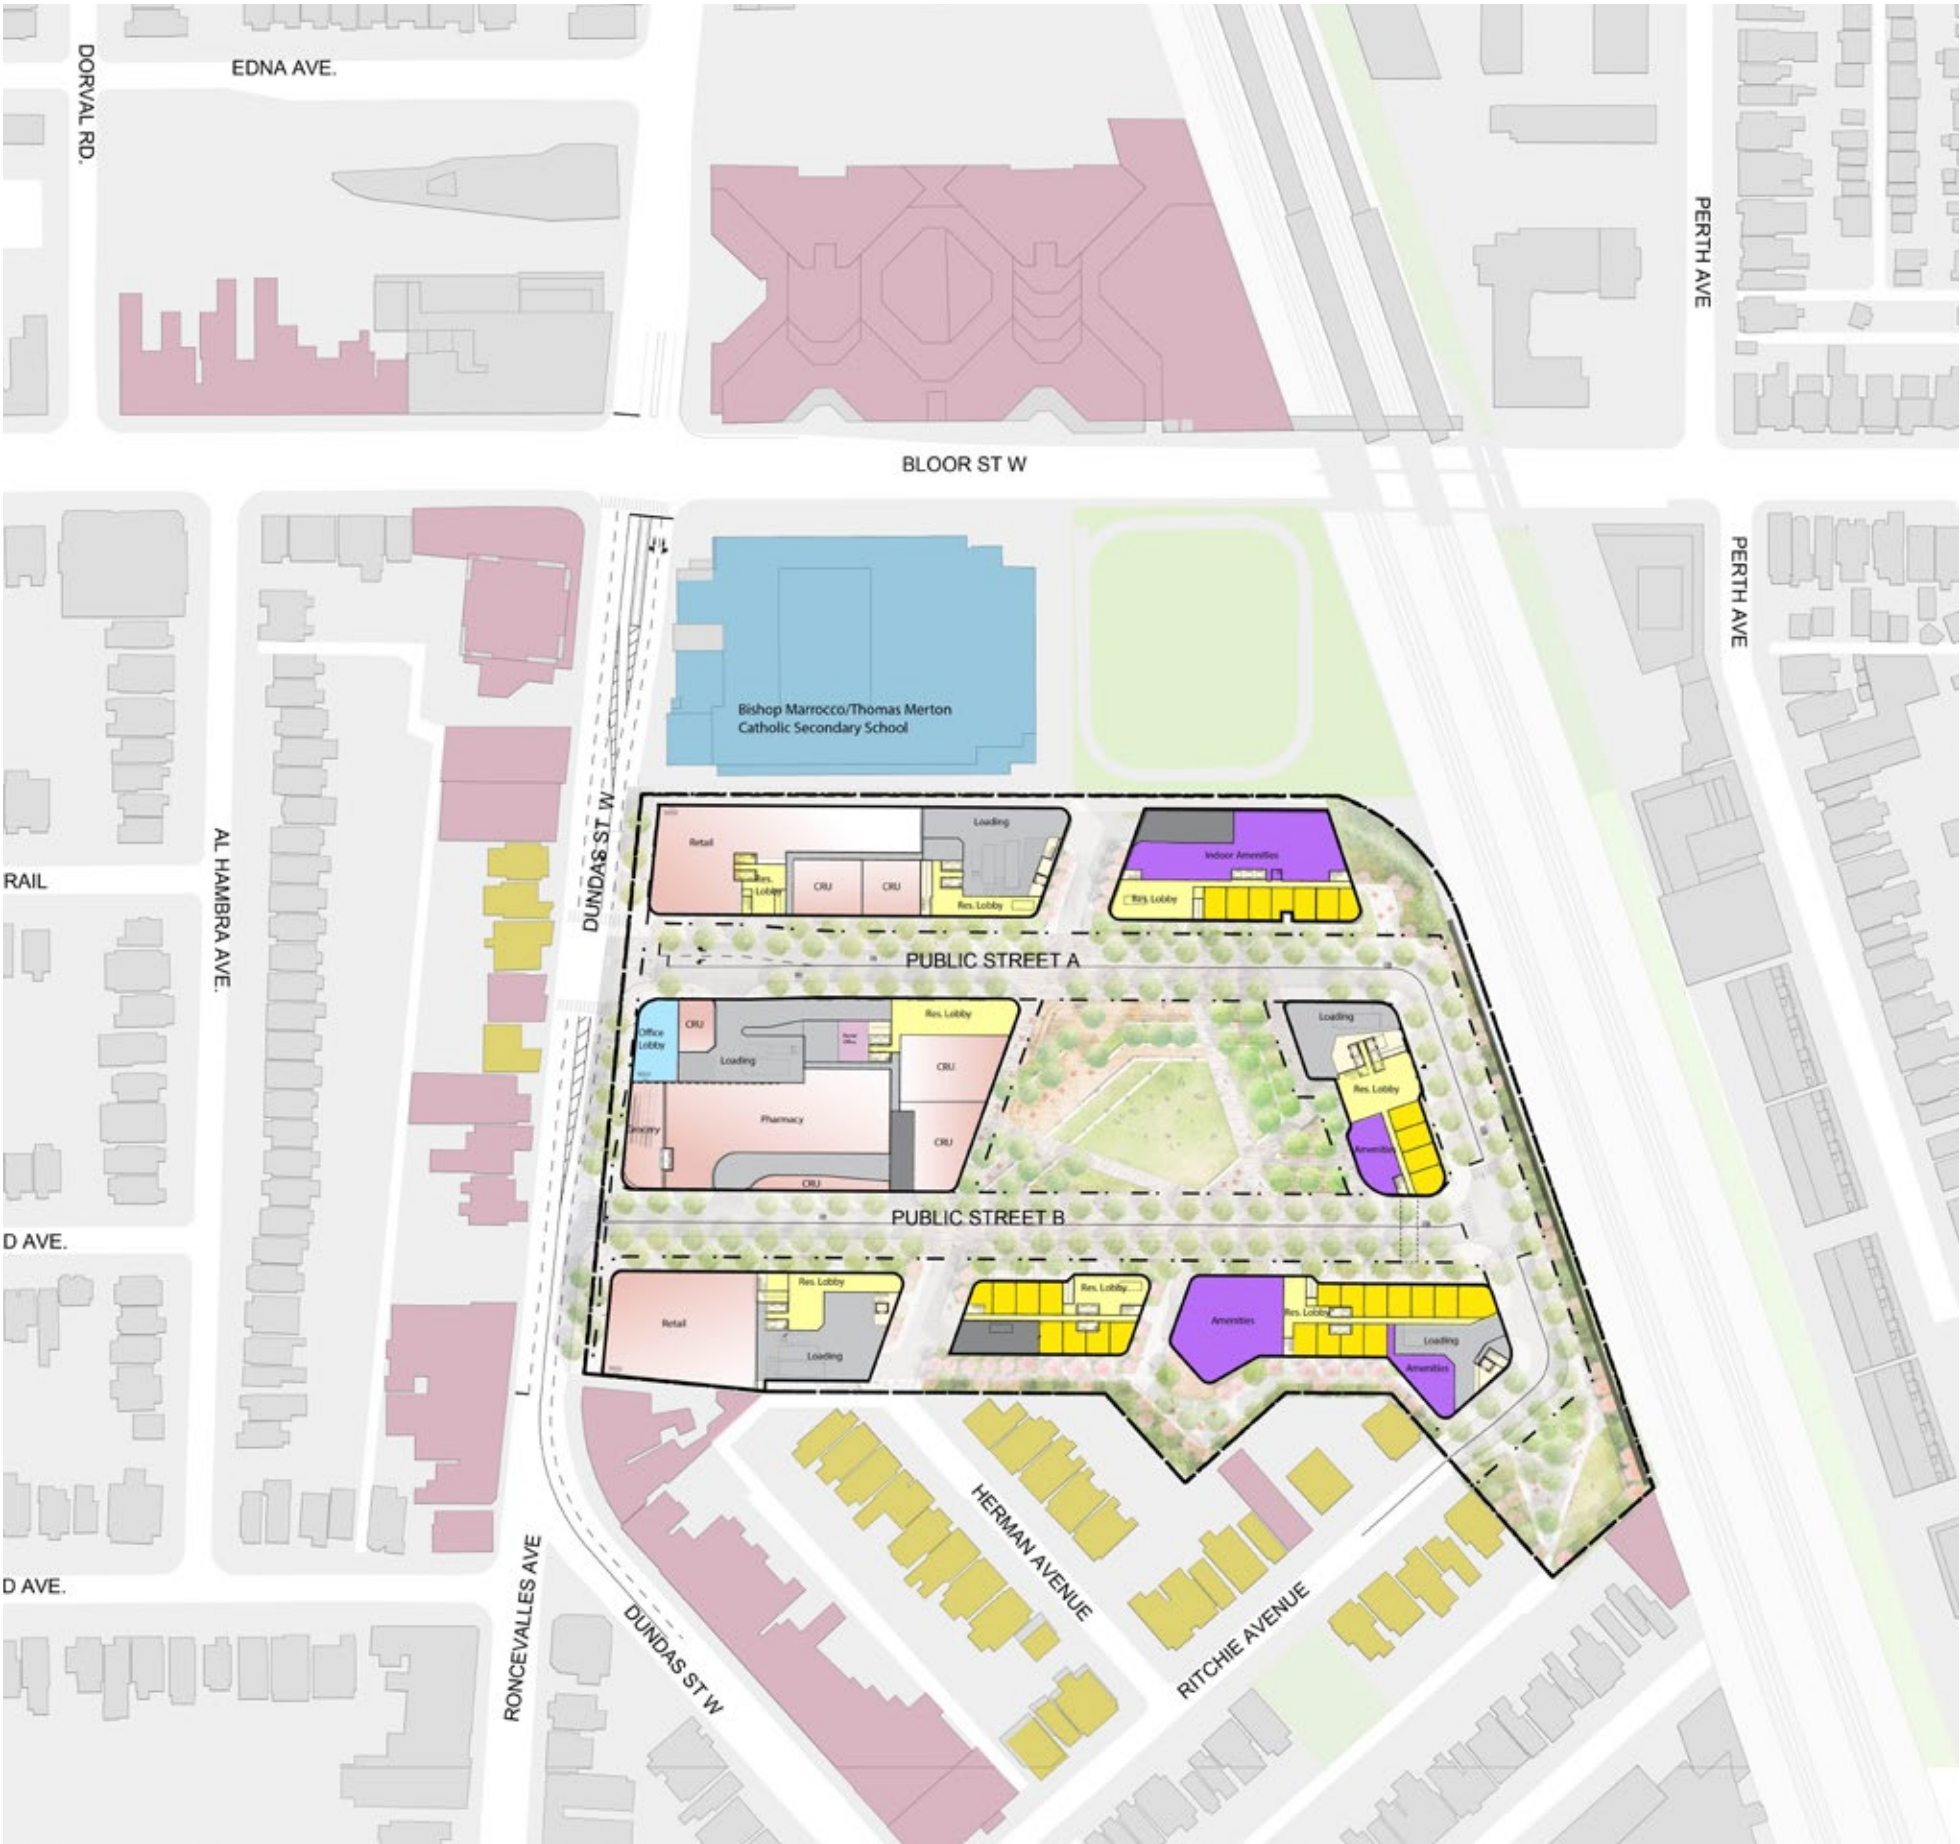 EDNA AVE.
DORVAL RD.
PERTH AVE
BLOOR ST W
PERTH AVE
Bishop Marrocco/Thomas Merton
Catholic Secondary School
DUNDAS ST W
AL HAMBRA AVE.
RAIL
Retail
Loading
Res.
Lobby
CRU
CRU
Res. Lobby
Indoor Amenities
Res. Lobby
PUBLIC STREET A
Office
Lobby
CRU
Loading
Res. Lobby
CRU
Pharmacy
Grocery
CRU
CRU
Loading
Res. Lobby
Amenities
PUBLIC STREET B
D AVE.
Retail
Res. Lobby
Loading
Res. Lobby
Amenities
Res. Lobby
Loading
Amenities
HERMAN AVENUE
RITCHIE AVENUE
D AVE.
RONCEVALLES AVE
DUNDAS ST W